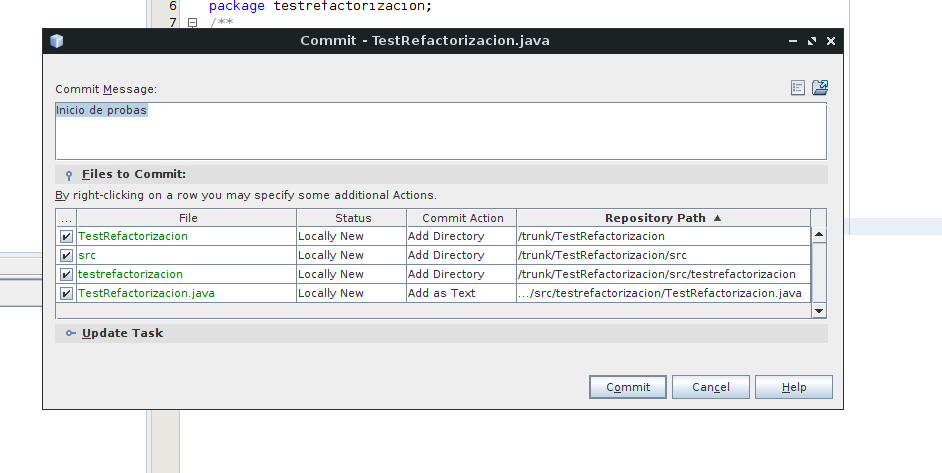 6 package testrefactorizacion;
7 /**
Commit - TestRefactorizacion.java
Commit Message:
Inicio de probas
Files to Commit:
By right-clicking on a row you may specify some additional Actions.
... File Status Commit Action Repository Path
TestRefactorizacion Locally New Add Directory /trunk/TestRefactorizacion
src Locally New Add Directory /trunk/TestRefactorizacion/src
testrefactorizacion Locally New Add Directory /trunk/TestRefactorizacion/src/testrefactorizacion
TestRefactorizacion.java Locally New Add as Text .../src/testrefactorizacion/TestRefactorizacion.java
Update Task
Commit Cancel Help